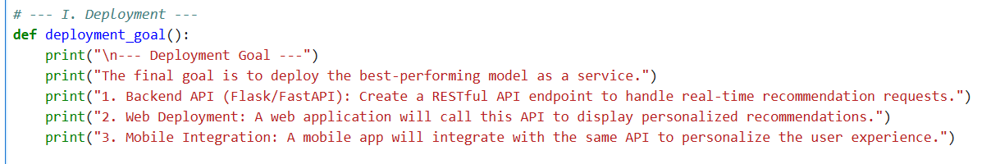 # --- I. Deployment ---
def deployment_goal():
    print("\n--- Deployment Goal ---")
    print("The final goal is to deploy the best-performing model as a service.")
    print("1. Backend API (Flask/FastAPI): Create a RESTful API endpoint to handle real-time recommendation requests.")
    print("2. Web Deployment: A web application will call this API to display personalized recommendations.")
    print("3. Mobile Integration: A mobile app will integrate with the same API to personalize the user experience.")